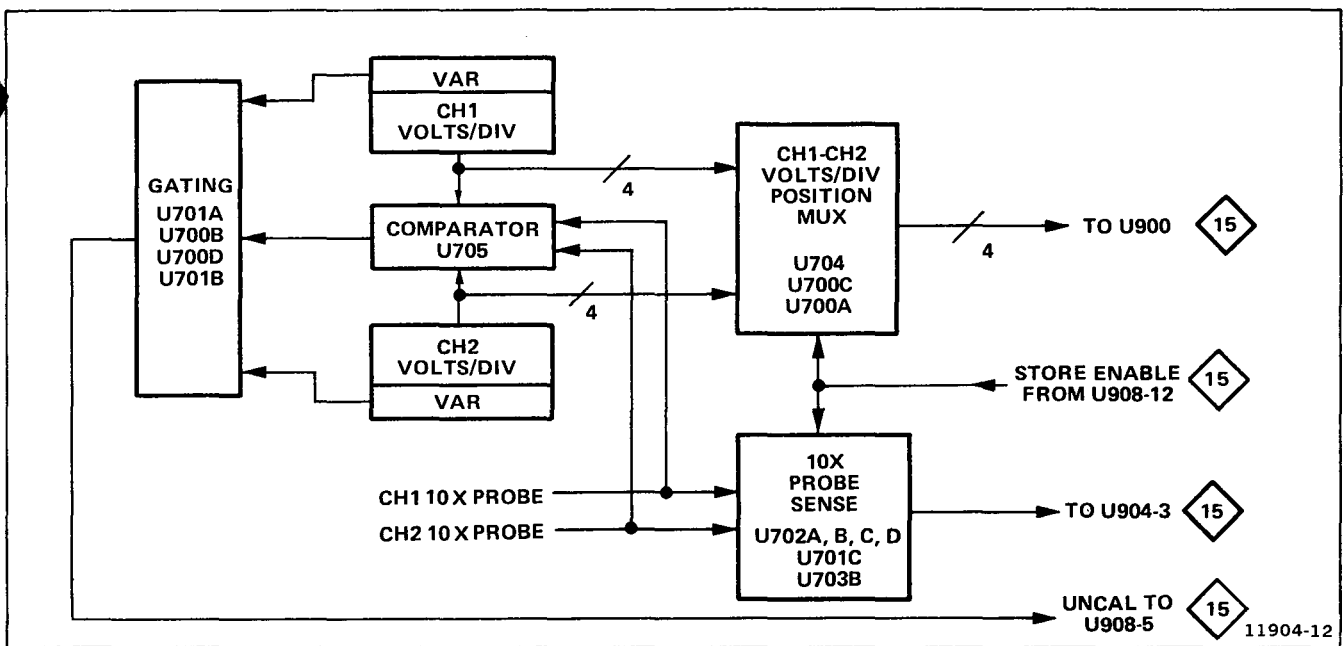 VAR
CH1
VOLTS/DIV
GATING
U701A
U700B
U700D
U701B
COMPARATOR
U705
4
4
CH2
VOLTS/DIV
VAR
CH1-CH2
VOLTS/DIV
POSITION
MUX
U704
U700C
U700A
4
TO U900
15
STORE ENABLE
FROM U908-12
15
CH1 10X PROBE
CH2 10X PROBE
10X
PROBE
SENSE
U702A, B, C, D
U701C
U703B
TO U904-3
15
UNCAL TO
U908-5
15
11904-12